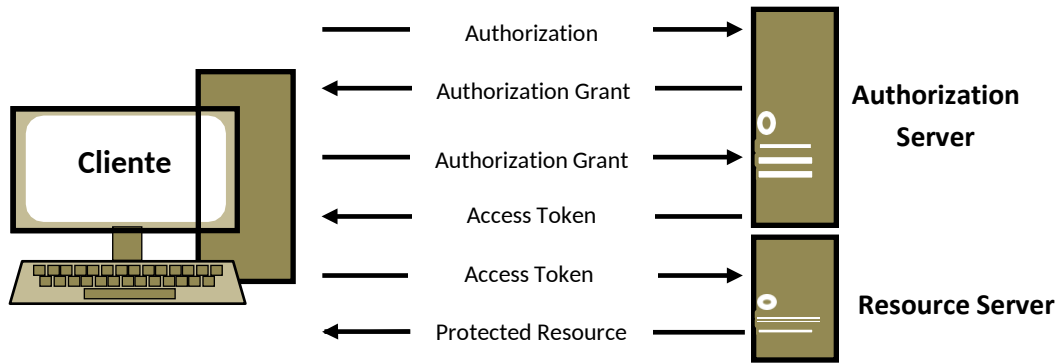 Authorization
Authorization Grant
Authorization Grant
Access Token
Access Token
Protected Resource
Cliente
Authorization
Server
Resource Server